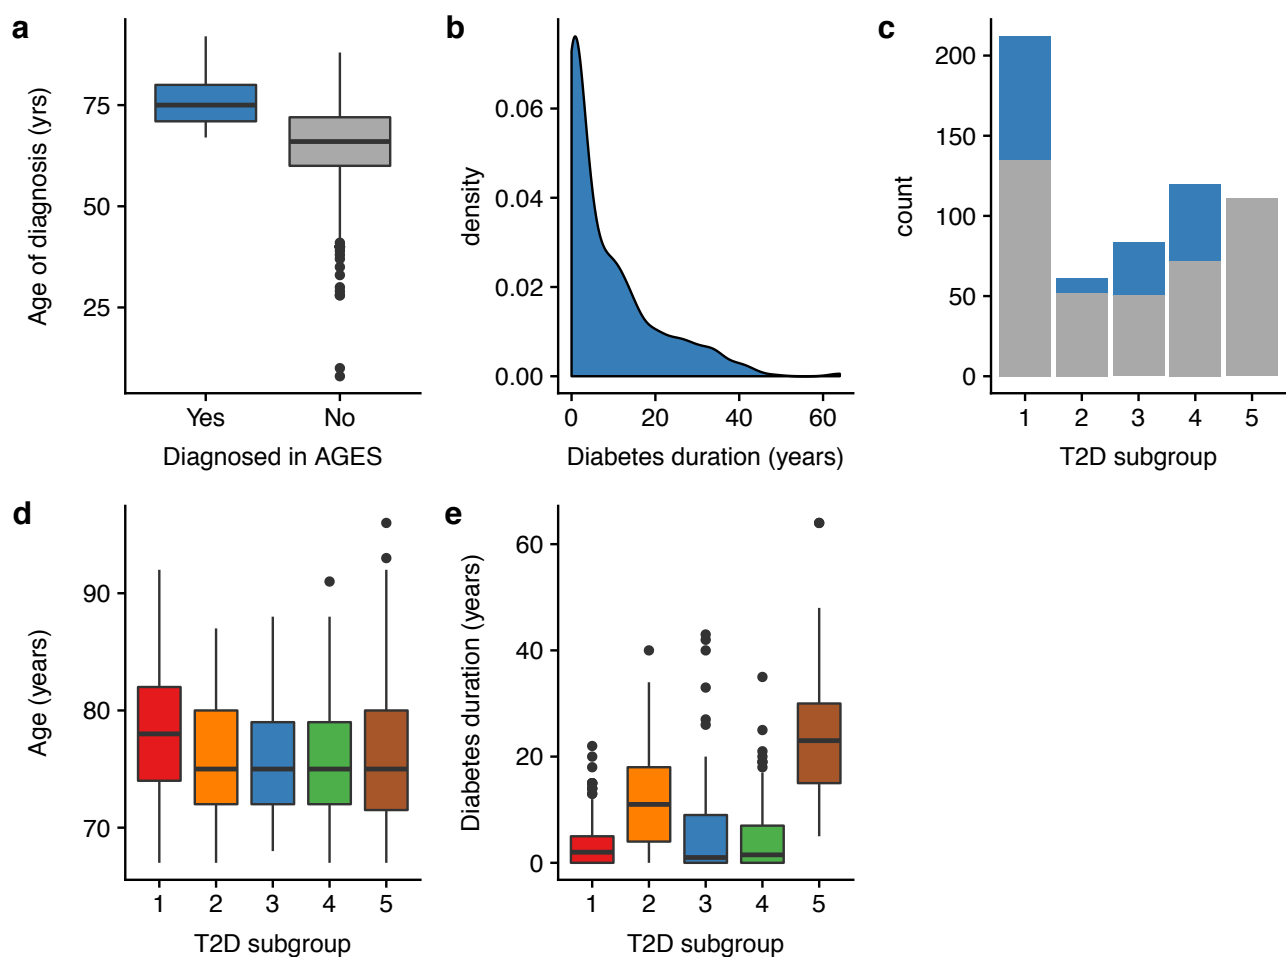 a
Age of diagnosis (yrs)
75
50
25
Yes No
Diagnosed in AGES
b
density
0.06
0.04
0.02
0.00
0 20 40 60
Diabetes duration (years)
c
count
200
150
100
50
0
1 2 3 4 5
T2D subgroup
d
Age (years)
90
80
70
1 2 3 4 5
T2D subgroup
e
Diabetes duration (years)
60
40
20
0
1 2 3 4 5
T2D subgroup